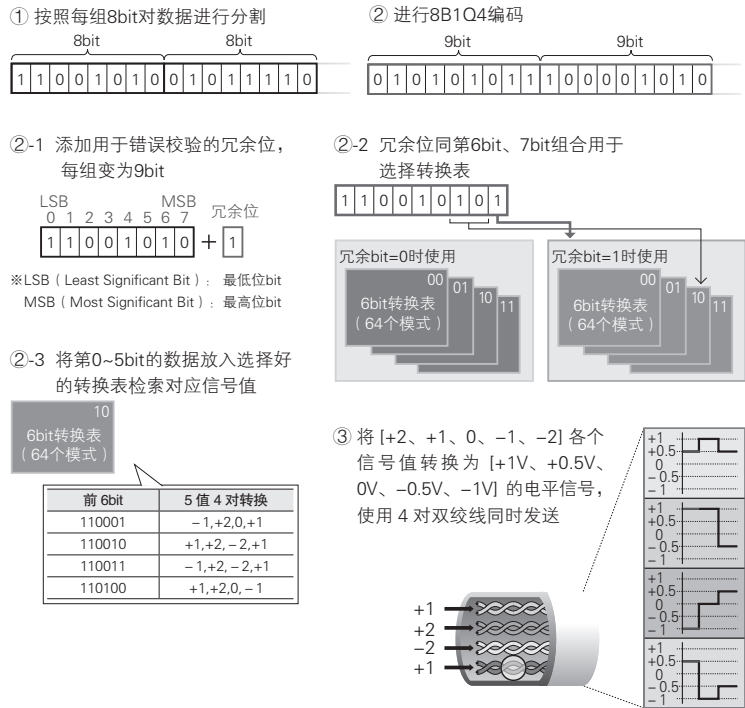 ① 按照每组8bit对数据进行分割
8bit 8bit
1 1 0 0 1 0 1 0 0 1 0 1 1 1 1 0
② 进行8B1Q4编码
9bit 9bit
0 1 0 1 0 1 0 1 1 1 0 0 0 0 1 0 1 0
②-1 添加用于错误校验的冗余位，
每组变为9bit
LSB MSB
0 1 2 3 4 5 6 7 冗余位
1 1 0 0 1 0 1 0 + 1
※LSB（Least Significant Bit）：最低位bit
MSB（Most Significant Bit）：最高位bit
②-2 冗余位同第6bit、7bit组合用于
选择转换表
1 1 0 0 1 0 1 0 1
冗余bit=0时使用
00 01 10 11
6bit转换表
（64个模式）
冗余bit=1时使用
00 01 10 11
6bit转换表
（64个模式）
②-3 将第0~5bit的数据放入选择好
的转换表检索对应信号值
10
6bit转换表
（64个模式）
前 6bit 5 值 4 对转换
110001 －1,+2,0,+1
110010 +1,+2,－2,+1
110011 －1,+2,－2,+1
110100 +1,+2,0,－1
③ 将 [+2、+1、0、–1、–2] 各个
信号值转换为 [+1V、+0.5V、
0V、–0.5V、–1V] 的电平信号，
使用 4 对双绞线同时发送
+1
+2
–2
+1
+1
+0.5
0
–0.5
–1
+1
+0.5
0
–0.5
–1
+1
+0.5
0
–0.5
–1
+1
+0.5
0
–0.5
–1